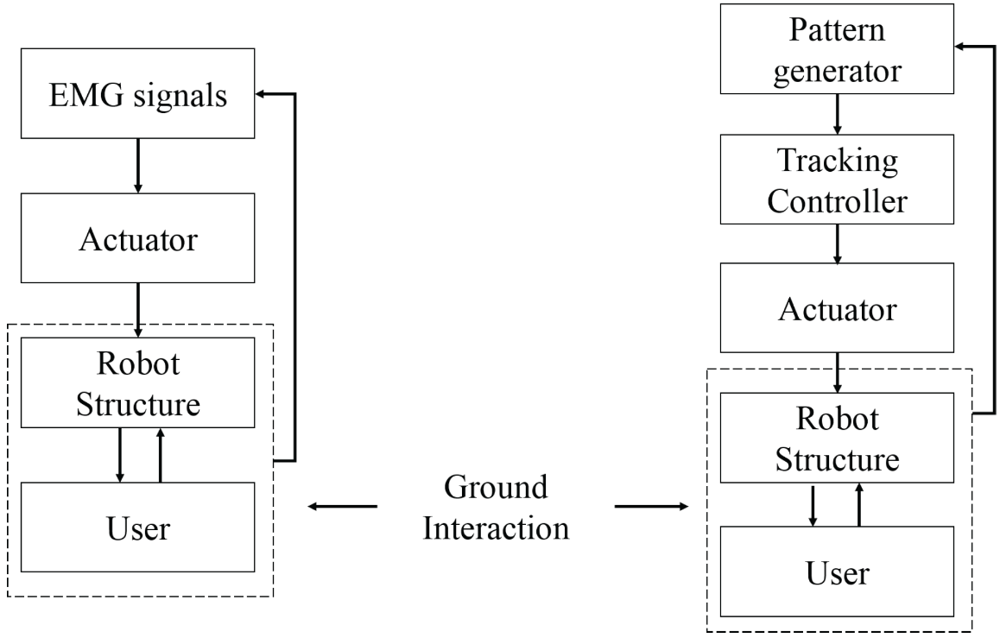 EMG signals
Actuator
Robot
Structure
User
Ground
Interaction
Pattern
generator
Tracking
Controller
Actuator
Robot
Structure
User